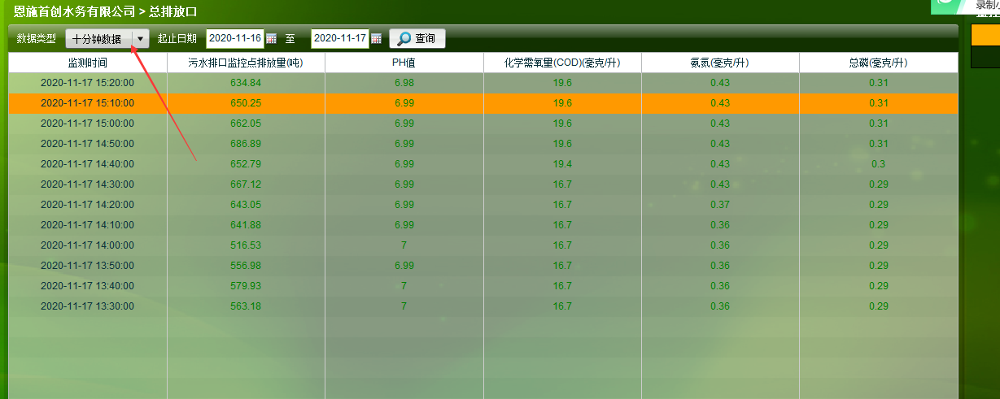 恩施首创水务有限公司 > 总排放口
录制小
数据类型 十分钟数据 起止日期 2020-11-16 至 2020-11-17 查询
监测时间 污水排口监控点排放量(吨) PH值 化学需氧量(COD)(毫克/升) 氨氮(毫克/升) 总磷(毫克/升)
2020-11-17 15:20:00 634.84 6.98 19.6 0.43 0.31
2020-11-17 15:10:00 650.25 6.99 19.6 0.43 0.31
2020-11-17 15:00:00 662.05 6.99 19.6 0.43 0.31
2020-11-17 14:50:00 686.89 6.99 19.6 0.43 0.31
2020-11-17 14:40:00 652.79 6.99 19.4 0.43 0.3
2020-11-17 14:30:00 667.12 6.99 16.7 0.43 0.29
2020-11-17 14:20:00 643.05 6.99 16.7 0.37 0.29
2020-11-17 14:10:00 641.88 6.99 16.7 0.36 0.29
2020-11-17 14:00:00 516.53 7 16.7 0.36 0.29
2020-11-17 13:50:00 556.98 6.99 16.7 0.36 0.29
2020-11-17 13:40:00 579.93 7 16.7 0.36 0.29
2020-11-17 13:30:00 563.18 7 16.7 0.36 0.29